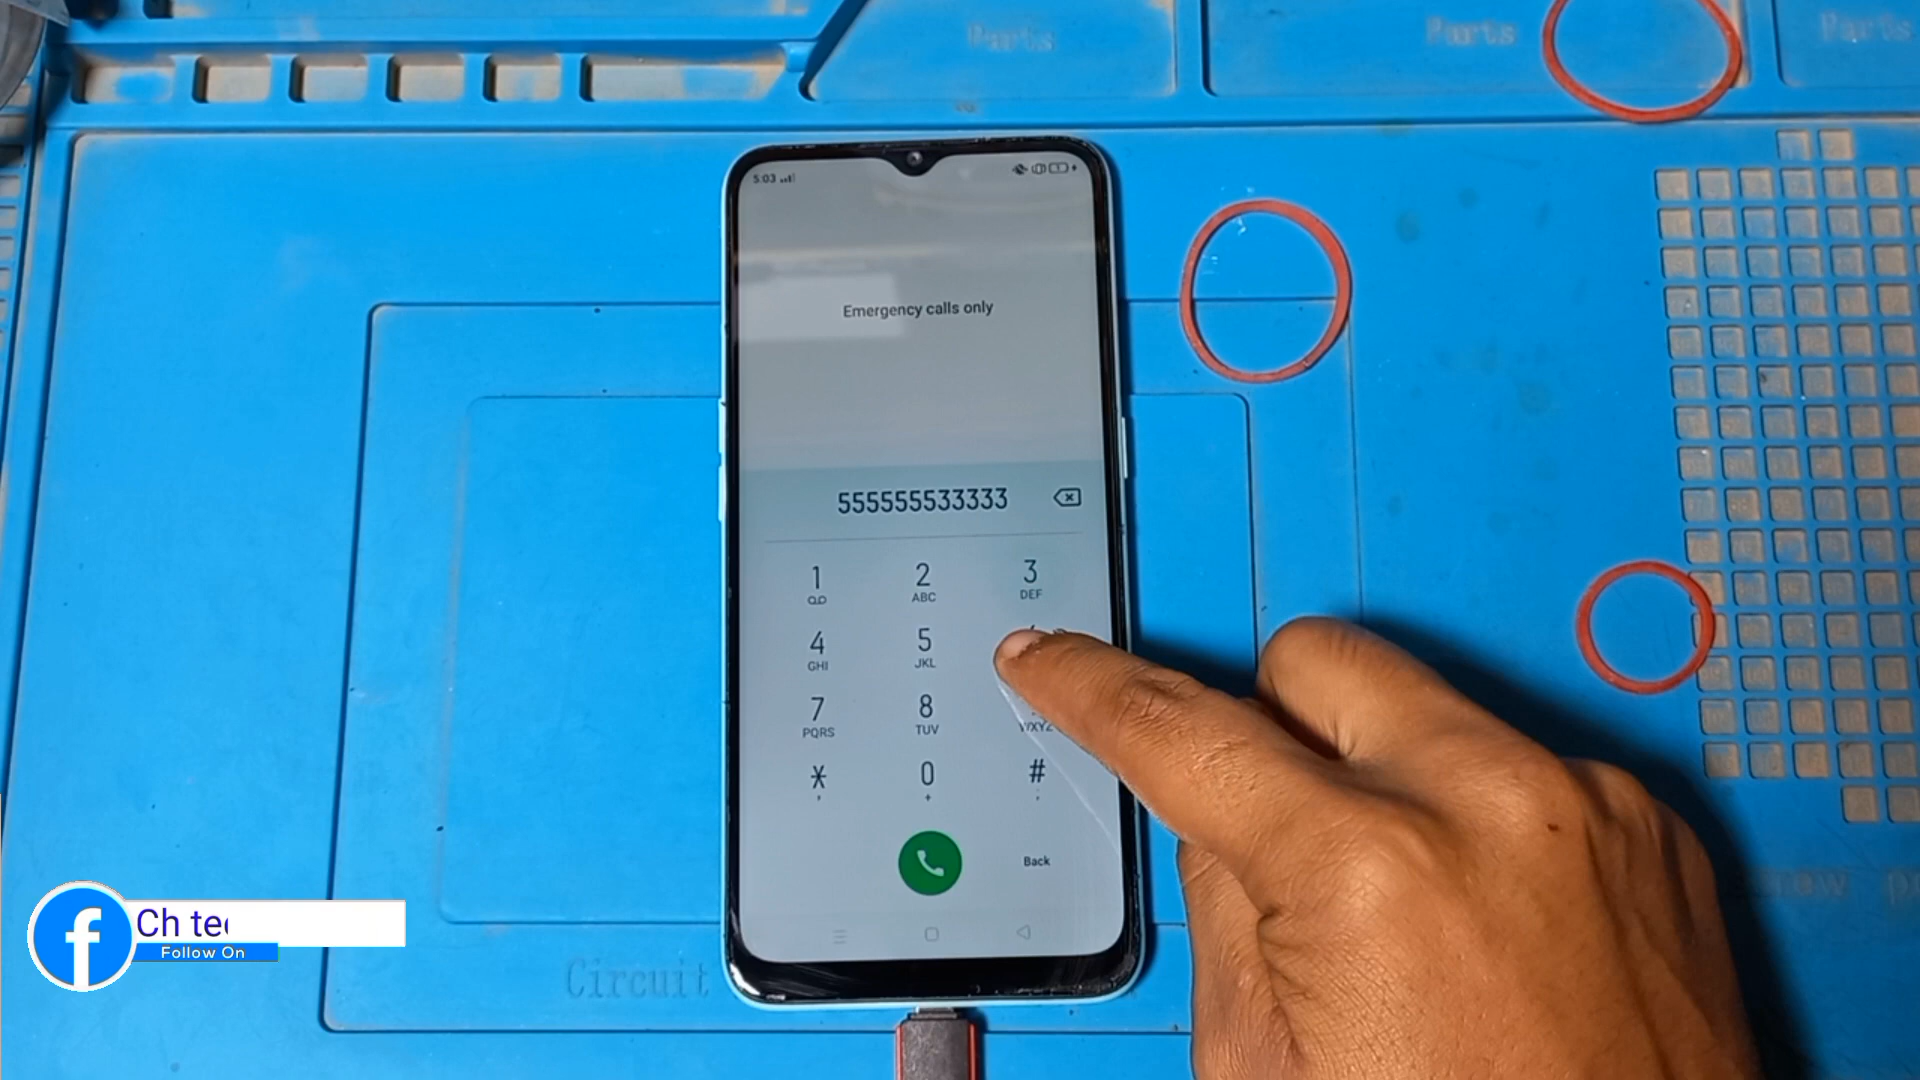 Parts
Parts
Parts
5:03
Emergency calls only
555555533333
1
2
ABC
3
DEF
4
GHI
5
JKL
7
PQRS
8
TUV
WXYZ
*
,
0
+
#
;
Back
Ch tec
Follow On
Circuit